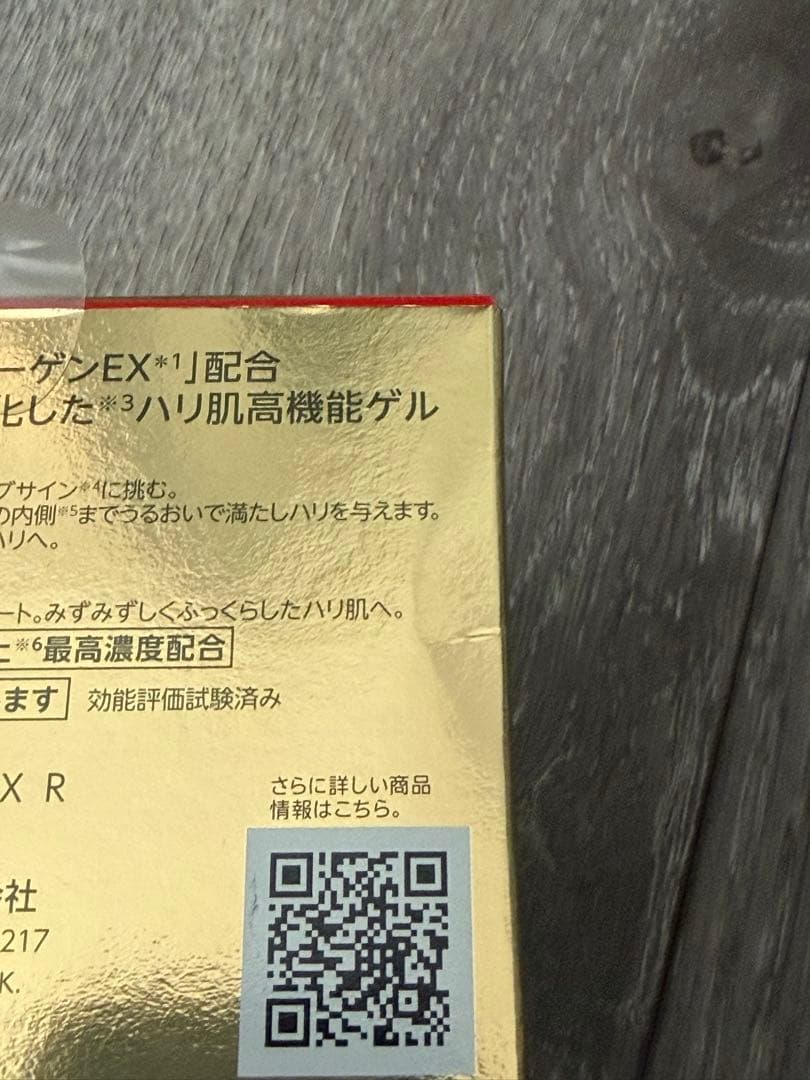 ーゲンEX*1」配合
化した※3ハリ肌高機能ゲル
グサイン※4に挑む。
の内側※5までうるおいで満たしハリを与えます。
ハリへ。
ート。みずみずしくふっくらしたハリ肌へ。
※6最高濃度配合
ます 効能評価試験済み
X R
さらに詳しい商品
情報はこちら。
社
217
K.